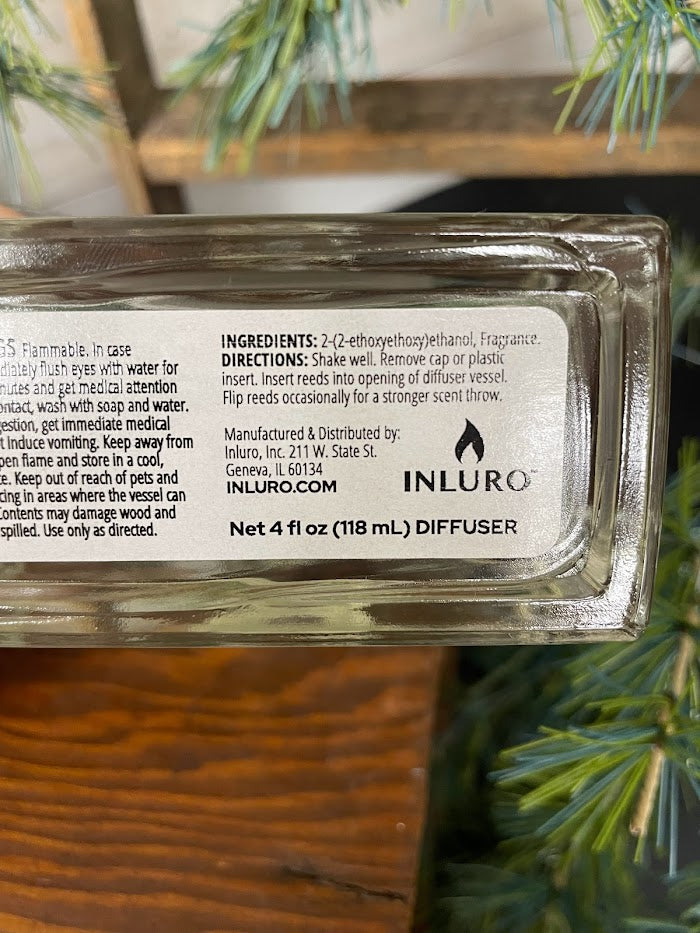 GS Flammable. In case
diately flush eyes with water for
nutes and get medical attention
ontact, wash with soap and water.
gestion, get immediate medical
t induce vomiting. Keep away from
pen flame and store in a cool,
ce. Keep out of reach of pets and
cing in areas where the vessel can
Contents may damage wood and
spilled. Use only as directed.
INGREDIENTS: 2-(2-ethoxyethoxy)ethanol, Fragrance.
DIRECTIONS: Shake well. Remove cap or plastic
insert. Insert reeds into opening of diffuser vessel.
Flip reeds occasionally for a stronger scent throw.
Manufactured & Distributed by:
Inluro, Inc. 211 W. State St.
Geneva, IL 60134
INLURO.COM
INLURO™
Net 4 fl oz (118 mL) DIFFUSER